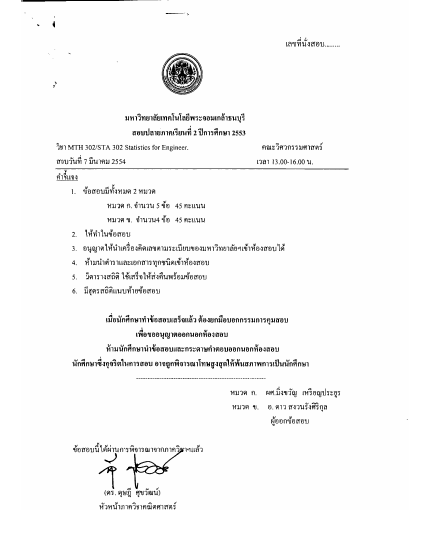 เลขที่นั่งสอบ.........
มหาวิทยาลัยเทคโนโลยีพระจอมเกล้าธนบุรี
สอบปลายภาคเรียนที่ 2 ปีการศึกษา 2553
วิชา MTH 302/STA 302 Statistics for Engineer. คณะวิศวกรรมศาสตร์
สอบวันที่ 7 มีนาคม 2554 เวลา 13.00-16.00 น.
คำชี้แจง
1. ข้อสอบมีทั้งหมด 2 หมวด
หมวด ก. จำนวน 5 ข้อ 45 คะแนน
หมวด ข. จำนวน4 ข้อ 45 คะแนน
2. ให้ทำในข้อสอบ
3. อนุญาตให้นำเครื่องคิดเลขตามระเบียบของมหาวิทยาลัยฯเข้าห้องสอบได้
4. ห้ามนำตำราและเอกสารทุกชนิดเข้าห้องสอบ
5. ตารางสถิติ ใช้เสร็จให้ส่งคืนพร้อมข้อสอบ
6. มีสูตรสถิติแนบท้ายข้อสอบ
เมื่อนักศึกษาทำข้อสอบเสร็จแล้ว ต้องยกมือบอกกรรมการคุมสอบ
เพื่อขออนุญาตออกนอกห้องสอบ
ห้ามนักศึกษานำข้อสอบและกระดาษคำตอบออกนอกห้องสอบ
นักศึกษาซึ่งทุจริตในการสอบ อาจถูกพิจารณาโทษสูงสุดให้พ้นสภาพการเป็นนักศึกษา
หมวด ก. ผศ.มิ่งขวัญ
หมวด ข. อ. ดาว สงวนรังศิริกุล
ผู้ออกข้อสอบ
ข้อสอบนี้ได้ผ่านการพิจารณาจากภาควิชาแล้ว
(ดร. ดุษฎี ศุขวัฒน์)
หัวหน้าภาควิชาคณิตศาสตร์